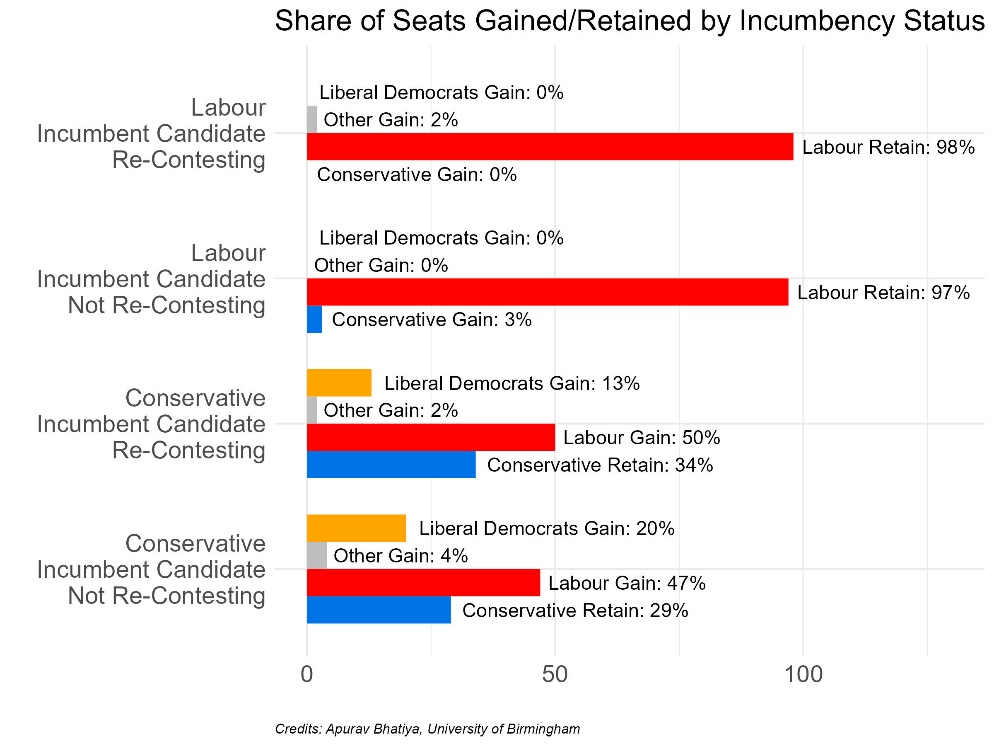 Share of Seats Gained/Retained by Incumbency Status
Labour
Incumbent Candidate
Re-Contesting
Liberal Democrats Gain: 0%
Other Gain: 2%
Labour Retain: 98%
Conservative Gain: 0%
Labour
Incumbent Candidate
Not Re-Contesting
Liberal Democrats Gain: 0%
Other Gain: 0%
Labour Retain: 97%
Conservative Gain: 3%
Conservative
Incumbent Candidate
Re-Contesting
Liberal Democrats Gain: 13%
Other Gain: 2%
Labour Gain: 50%
Conservative Retain: 34%
Conservative
Incumbent Candidate
Not Re-Contesting
Liberal Democrats Gain: 20%
Other Gain: 4%
Labour Gain: 47%
Conservative Retain: 29%
0 50 100
Credits: Apurav Bhatiya, University of Birmingham